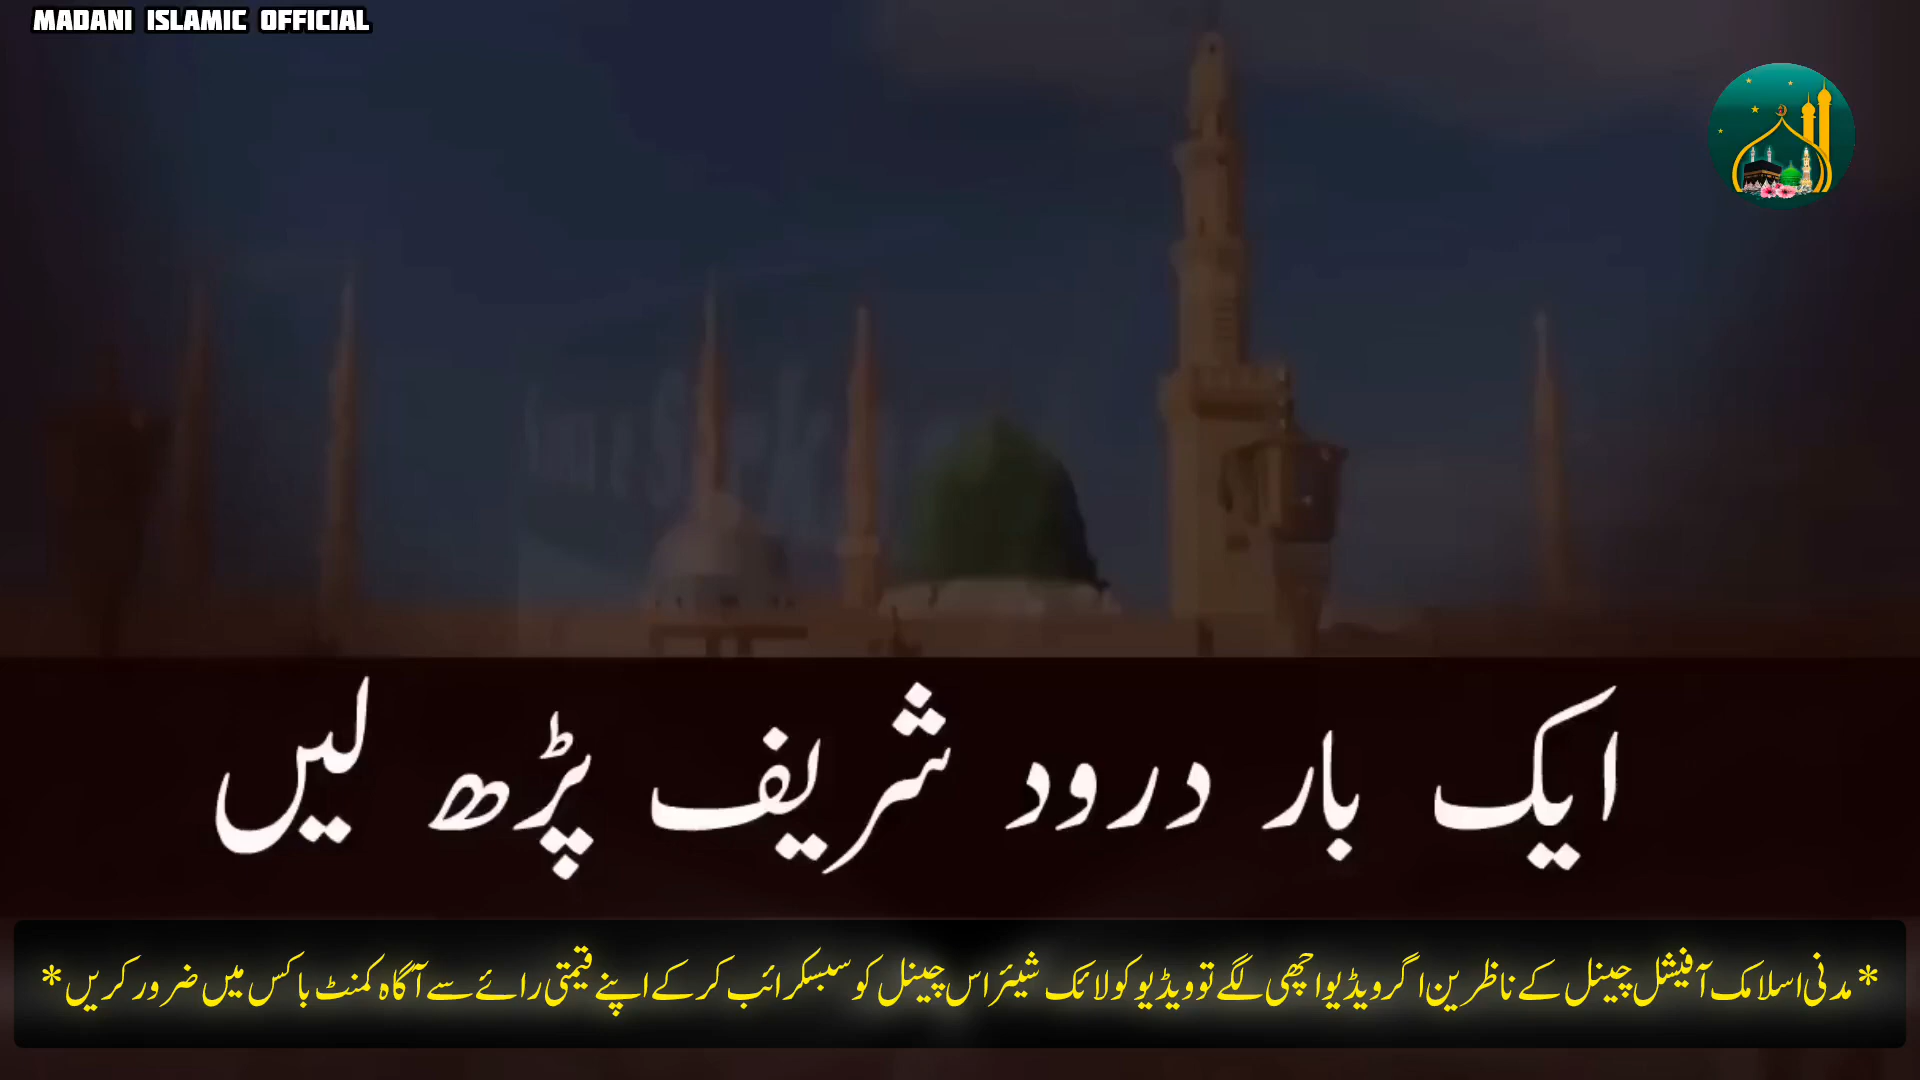 MADANI ISLAMIC OFFICIAL
ایک بار درود شریف پڑھ لیں
* مدنی اسلامک آفیشل چینل کے ناظرین اگر ویڈیو اچھی لگے تو ویڈیو کو لائک شیئر اس چینل کو سبسکرائب کر کے اپنے قیمتی رائے سے آگاہ کمنٹ باکس میں ضرور کریں *